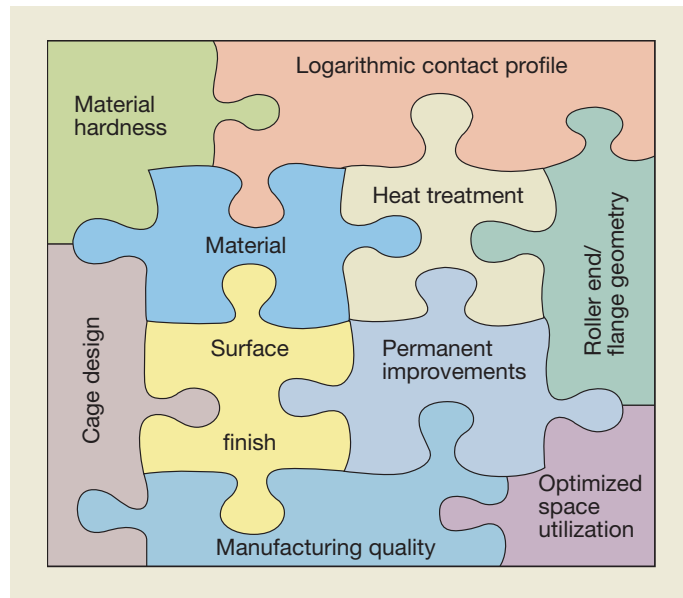 Logarithmic contact profile
Material
hardness
Heat treatment
Material
Roller end/
flange geometry
Cage design
Surface
finish
Permanent
improvements
Optimized
space
utilization
Manufacturing quality